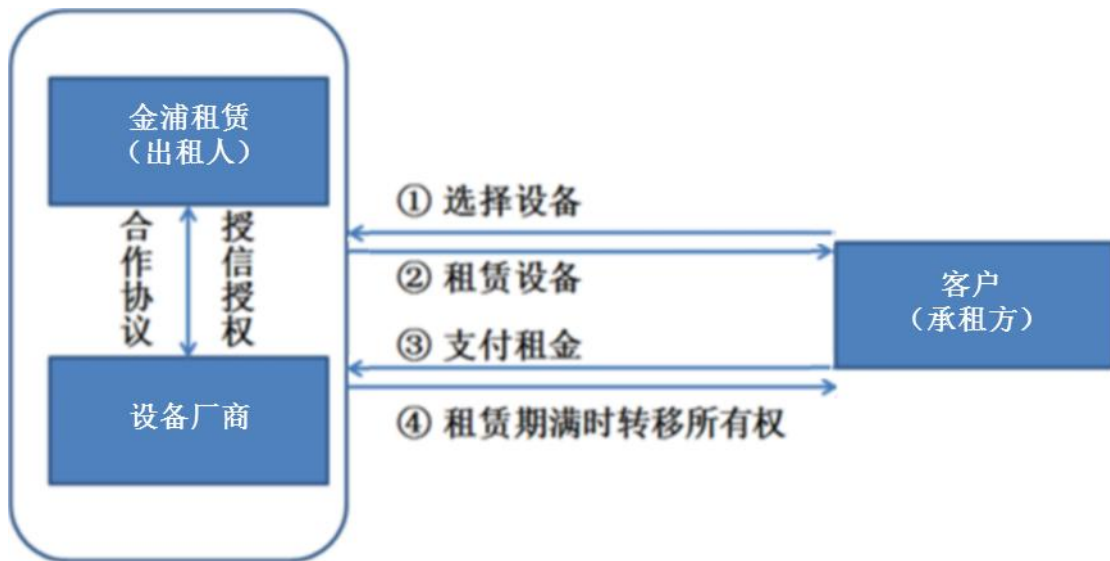 金浦租赁
（出租人）
合作协议
授信授权
设备厂商
① 选择设备
② 租赁设备
③ 支付租金
④ 租赁期满时转移所有权
客户
（承租方）